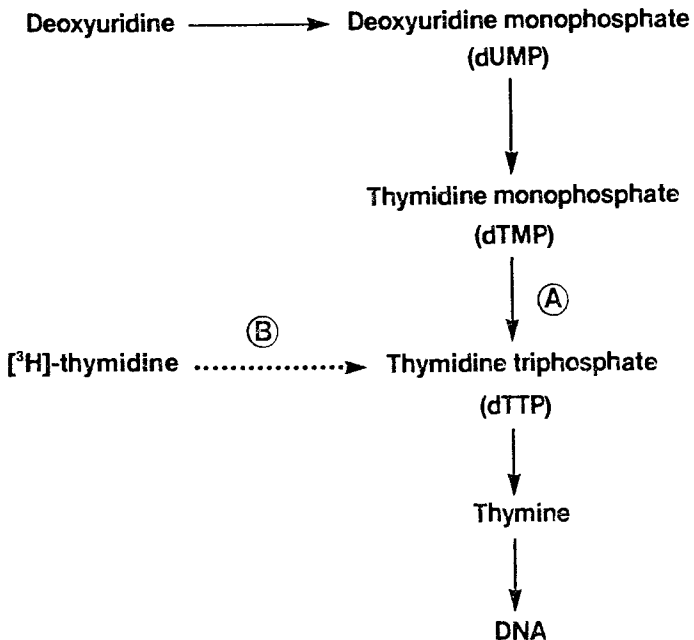 Deoxyuridine
Deoxyuridine monophosphate
(dUMP)
Thymidine monophosphate
(dTMP)
A
B
[³H]-thymidine
Thymidine triphosphate
(dTTP)
Thymine
DNA